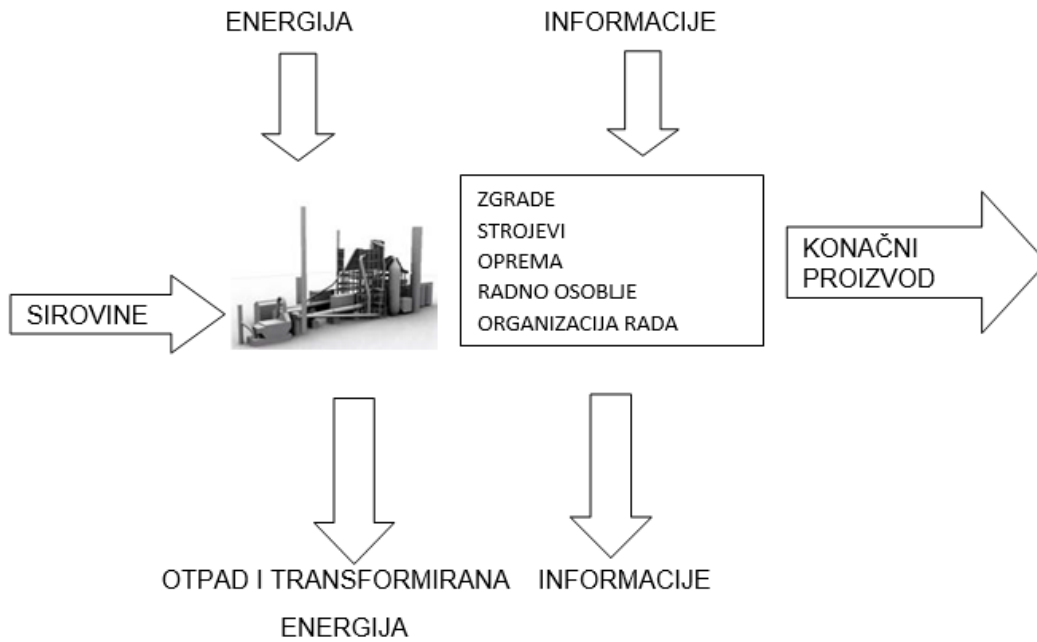 ENERGIJA
INFORMACIJE
ZGRADE
STROJEVI
OPREMA
RADNO OSOBLJE
ORGANIZACIJA RADA
SIROVINE
KONAČNI
PROIZVOD
OTPAD I TRANSFORMIRANA
ENERGIJA
INFORMACIJE